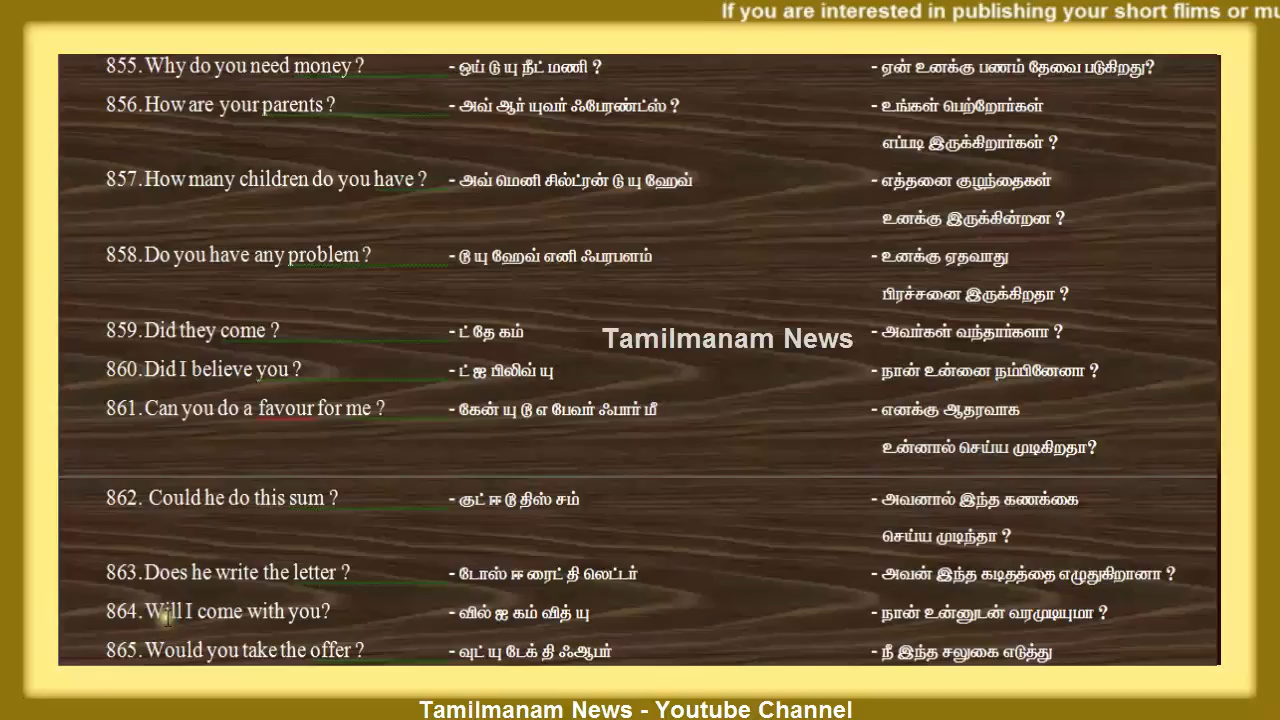 If you are interested in publishing your short flims or mu
855.Why do you need money ? - ஒய் டு யு நீட் மணி ? - ஏன் உனக்கு பணம் தேவை படுகிறது?
856.How are your parents ? - அவ் ஆர் யுவர் ஃபேரண்ட்ஸ் ? - உங்கள் பெற்றோர்கள்
எப்படி இருக்கிறார்கள் ?
857.How many children do you have ? - அவ் மெனி சில்ட்ரன் டு யு ஹேவ் - எத்தனை குழந்தைகள்
உனக்கு இருக்கின்றன ?
858.Do you have any problem ? - டூ யு ஹேவ் எனி ஃபரபளம் - உனக்கு ஏதவாது
பிரச்சனை இருக்கிறதா ?
859.Did they come ? - ட் தே கம் - அவர்கள் வந்தார்களா ?
Tamilmanam News
860.Did I believe you ? - ட் ஐ பிலிவ் யு - நான் உன்னை நம்பினேனா ?
861.Can you do a favour for me ? - கேன் யு டூ எ பேவர் ஃபார் மீ - எனக்கு ஆதரவாக
உன்னால் செய்ய முடிகிறதா?
862. Could he do this sum ? - குட் ஈ டூ திஸ் சம் - அவனால் இந்த கணக்கை
செய்ய முடிந்தா ?
863.Does he write the letter ? - டோஸ் ஈ ரைட் தி லெட்டர் - அவன் இந்த கடிதத்தை எழுதுகிறானா ?
864.Will I come with you? - வில் ஐ கம் வித் யு - நான் உன்னுடன் வரமுடியுமா ?
865.Would you take the offer ? - வுட் யு டேக் தி ஃஆபர் - நீ இந்த சலுகை எடுத்து
Tamilmanam News - Youtube Channel